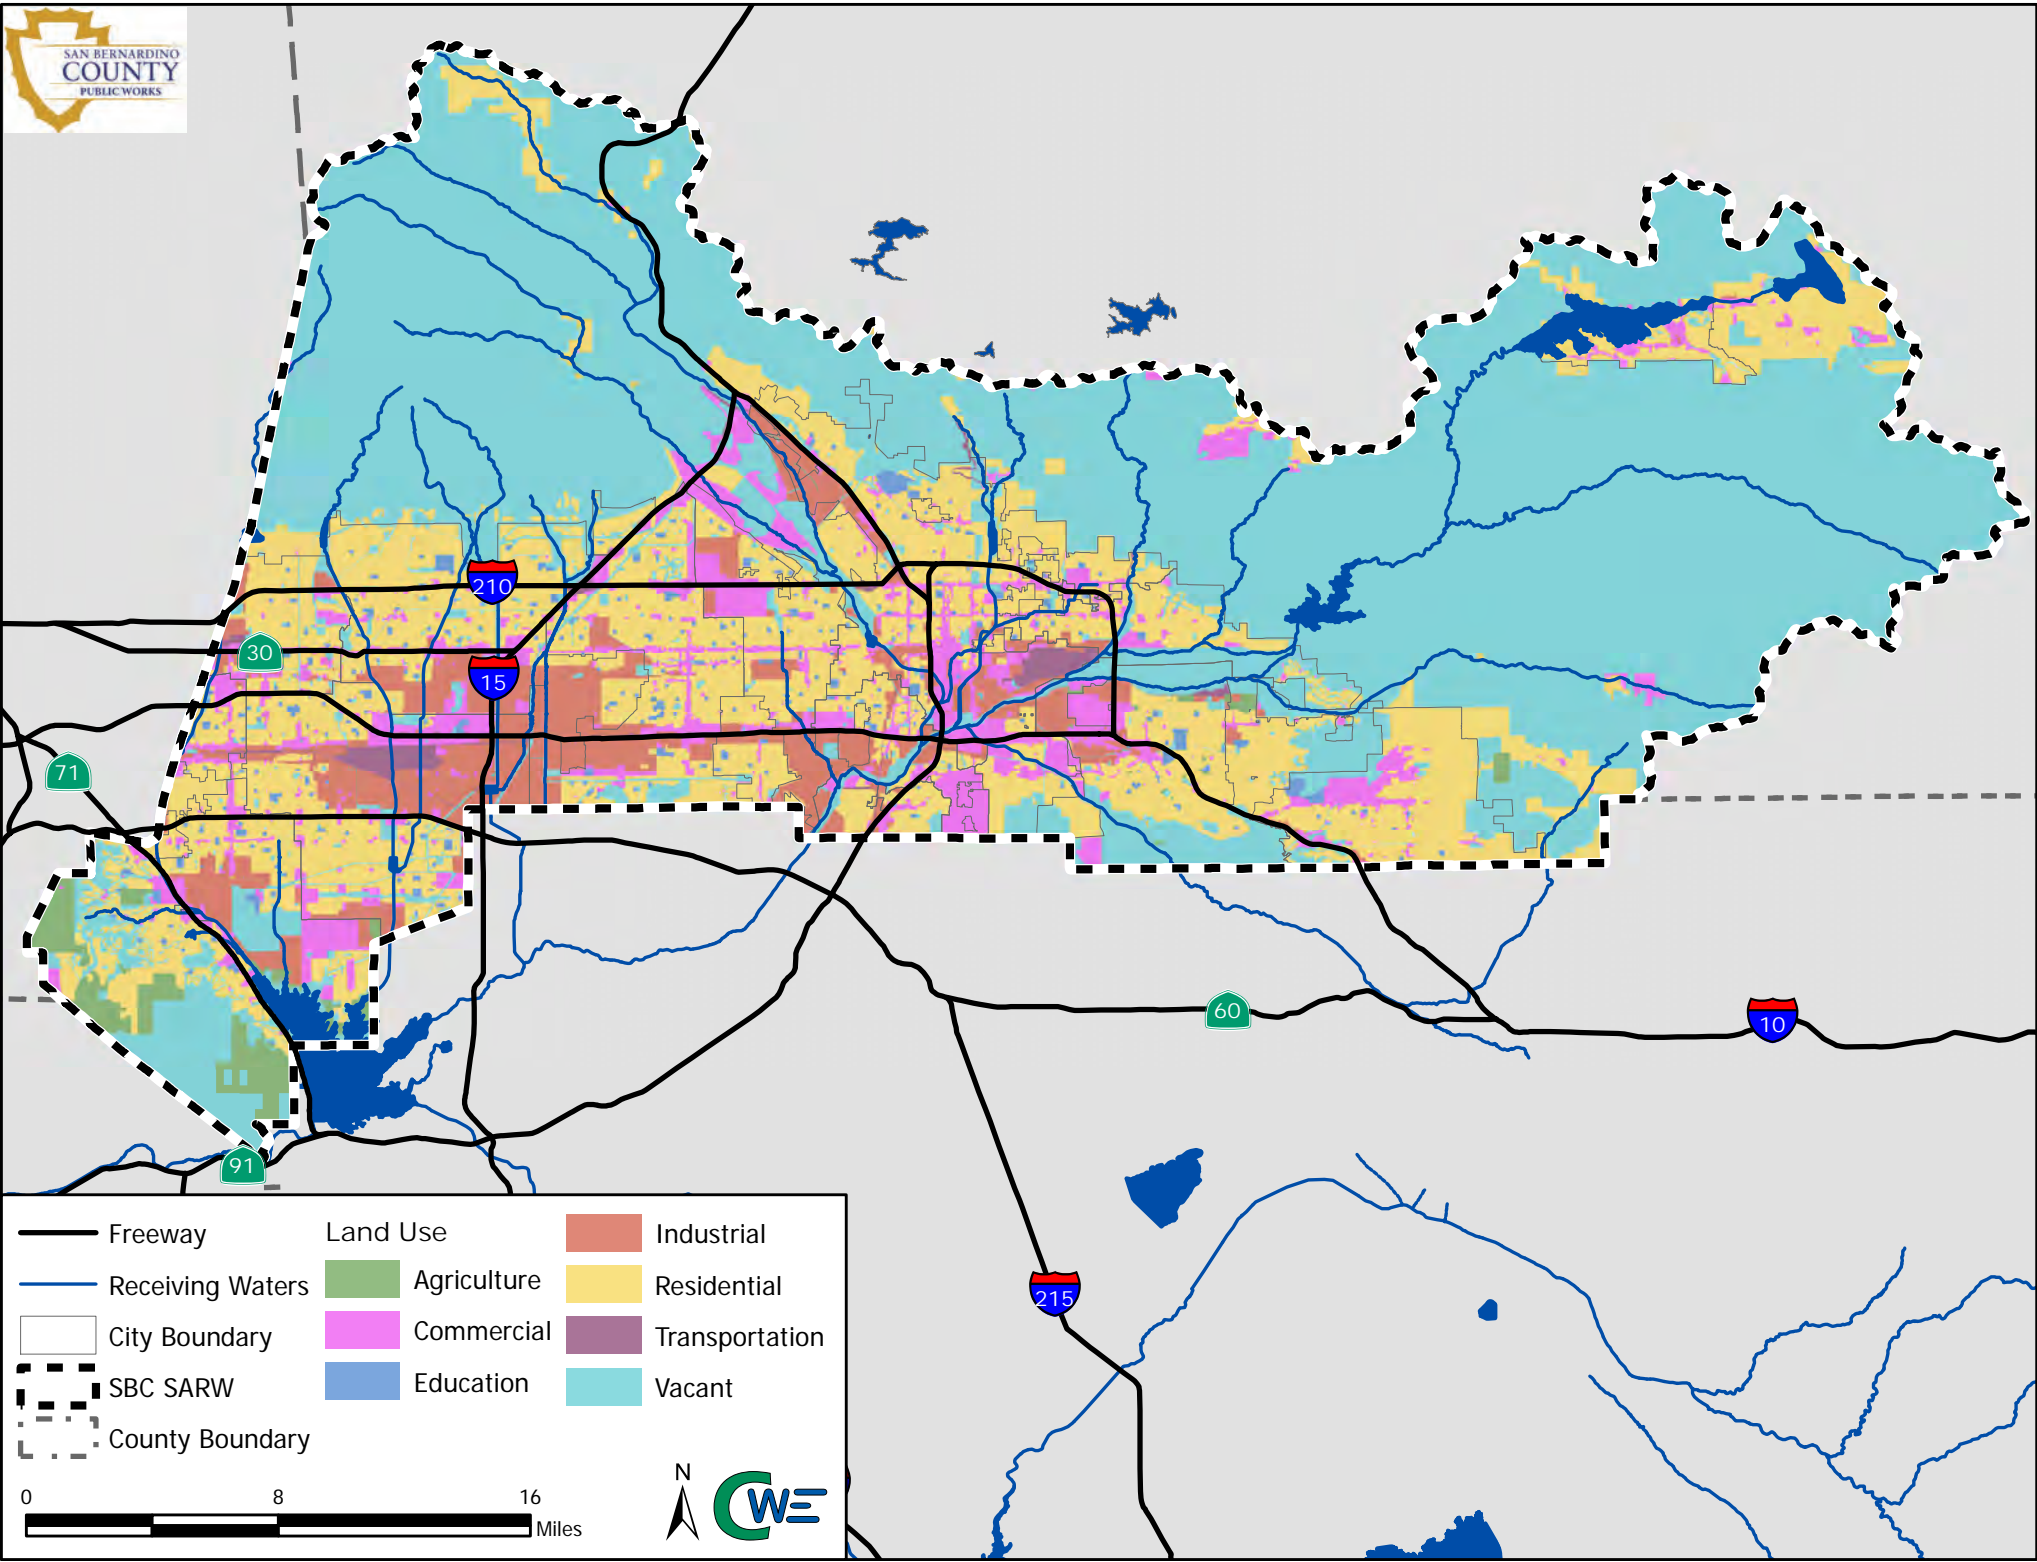 SAN BERNARDINO
COUNTY
PUBLIC WORKS
210
30
15
71
60
10
91
215
Freeway
Receiving Waters
City Boundary
SBC SARW
County Boundary
Land Use
Agriculture
Commercial
Education
Industrial
Residential
Transportation
Vacant
0 8 16
Miles
N
CWE